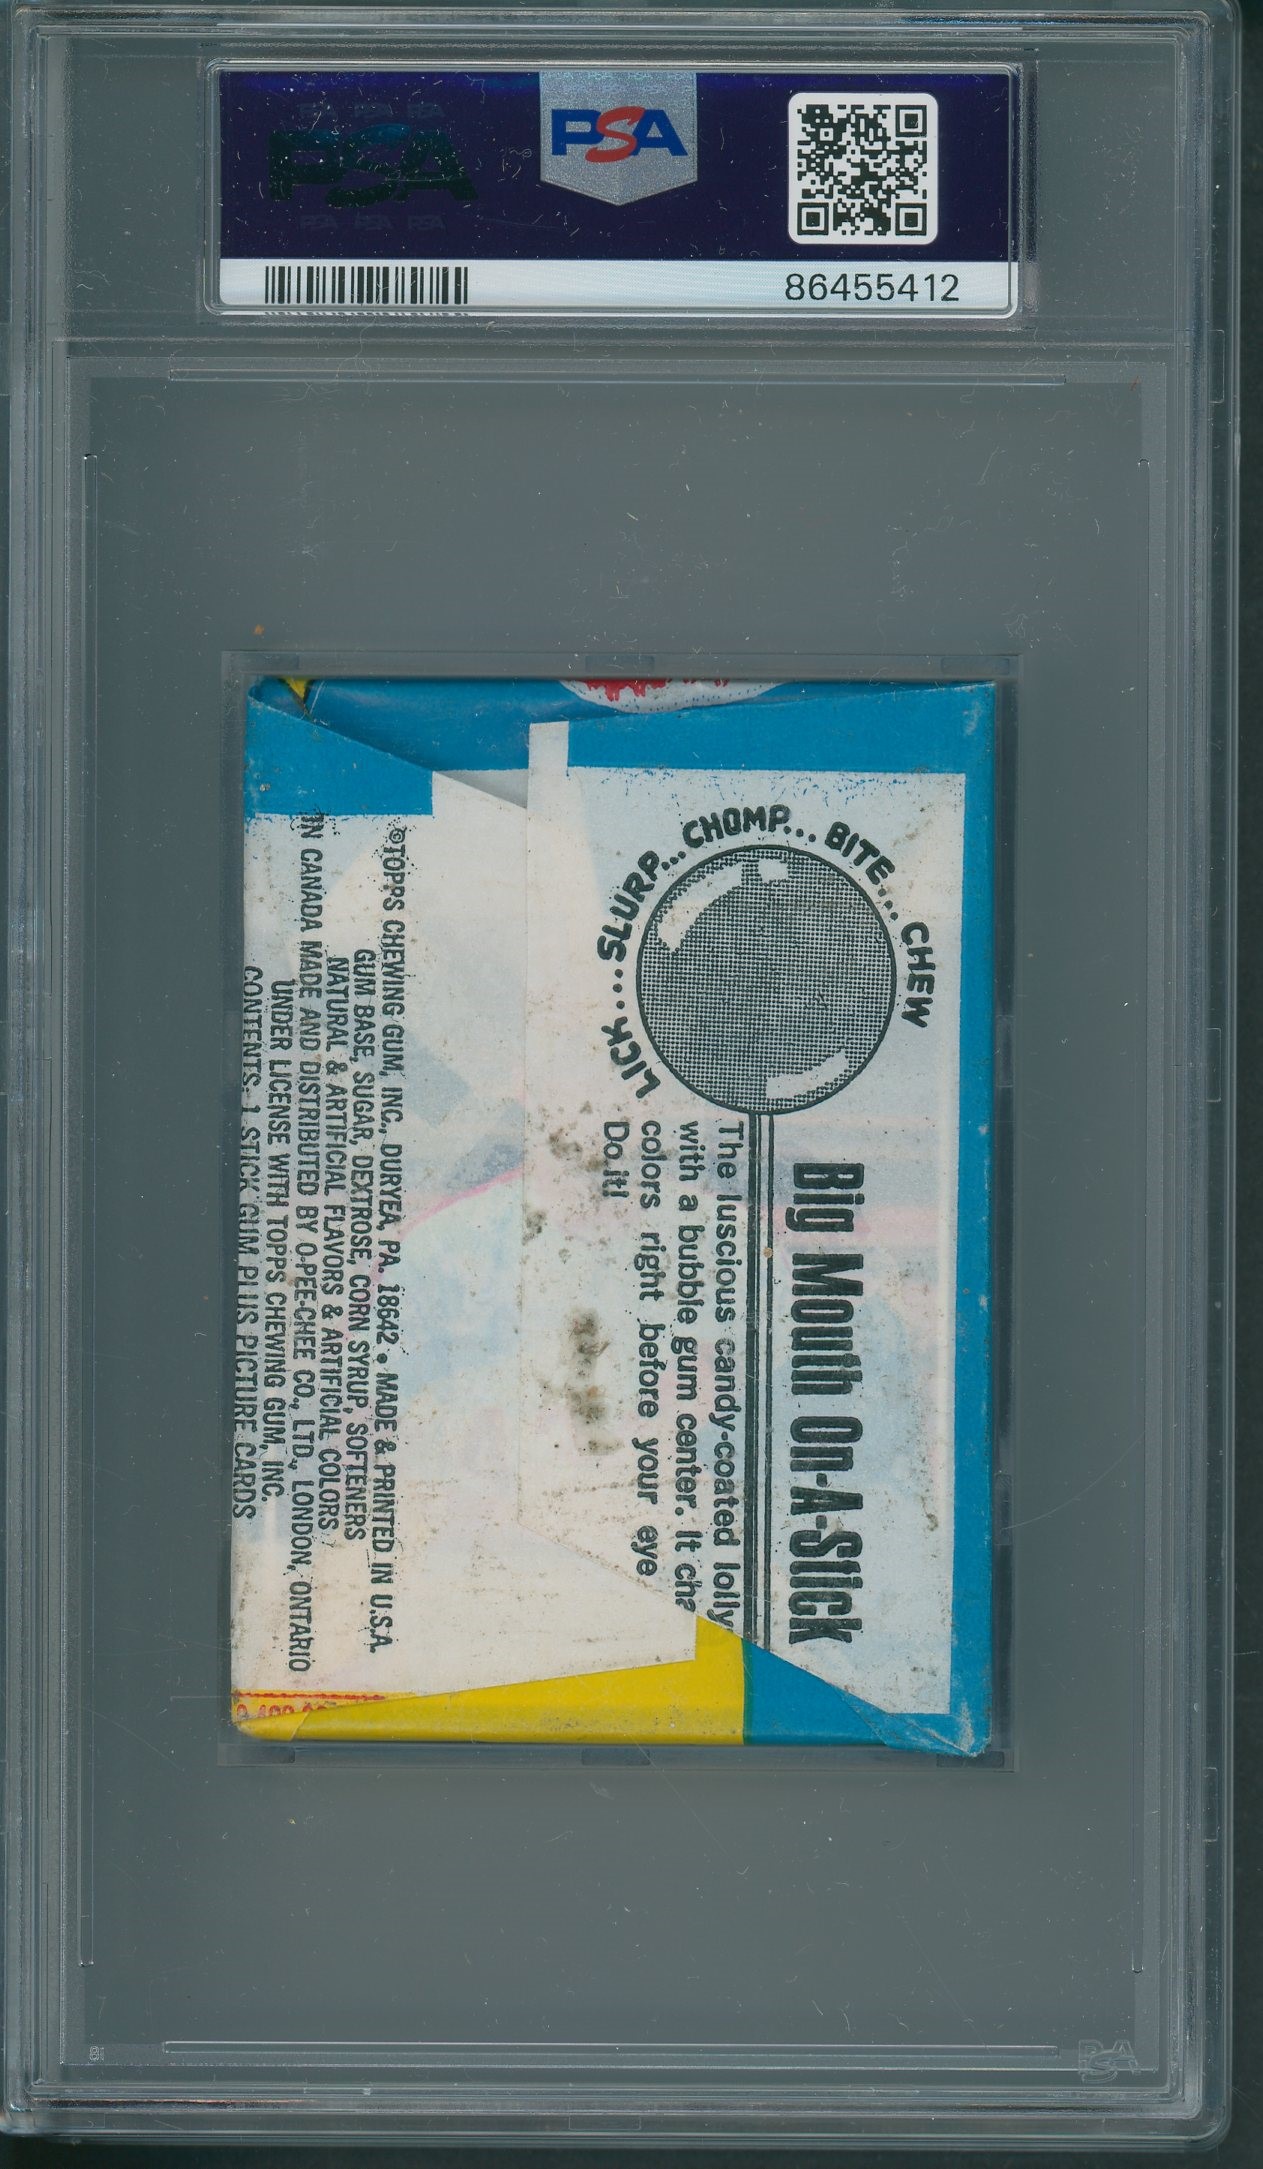 PSA
PSA
86455412
LICK... SLURP... CHOMP... BITE... CHEW
Big Mouth On-A-Stick
The luscious candy-coated lolly
with a bubble gum center. It cha
colors right before your eye
Do it!
©TOPPS CHEWING GUM, INC., DURYEA, PA. 18642 • MADE & PRINTED IN U.S.A.
GUM BASE, SUGAR, DEXTROSE, CORN SYRUP, SOFTENERS
NATURAL & ARTIFICIAL FLAVORS & ARTIFICIAL COLORS
IN CANADA MADE AND DISTRIBUTED BY O-PEE-CHEE CO., LTD., LONDON, ONTARIO
UNDER LICENSE WITH TOPPS CHEWING GUM, INC.
CONTENTS: 1 STICK GUM PLUS PICTURE CARDS
PSA